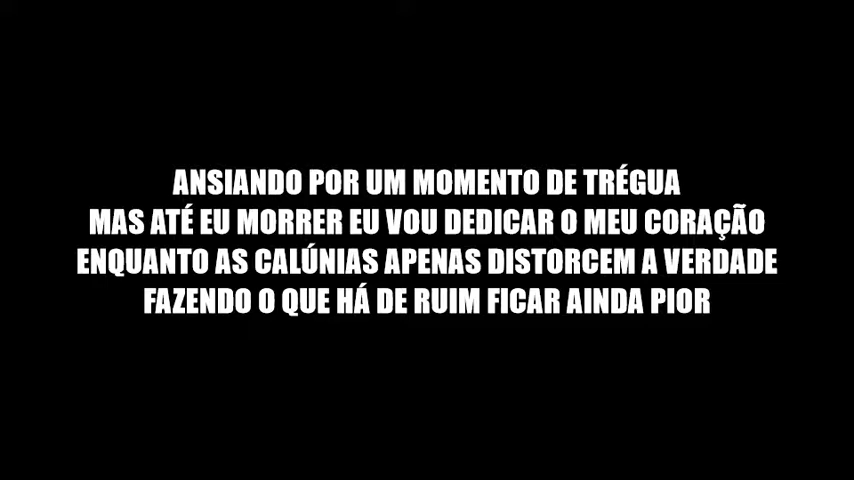 ANSIANDO POR UM MOMENTO DE TRÉGUA
MAS ATÉ EU MORRER EU VOU DEDICAR O MEU CORAÇÃO
ENQUANTO AS CALÚNIAS APENAS DISTORCEM A VERDADE
FAZENDO O QUE HÁ DE RUIM FICAR AINDA PIOR